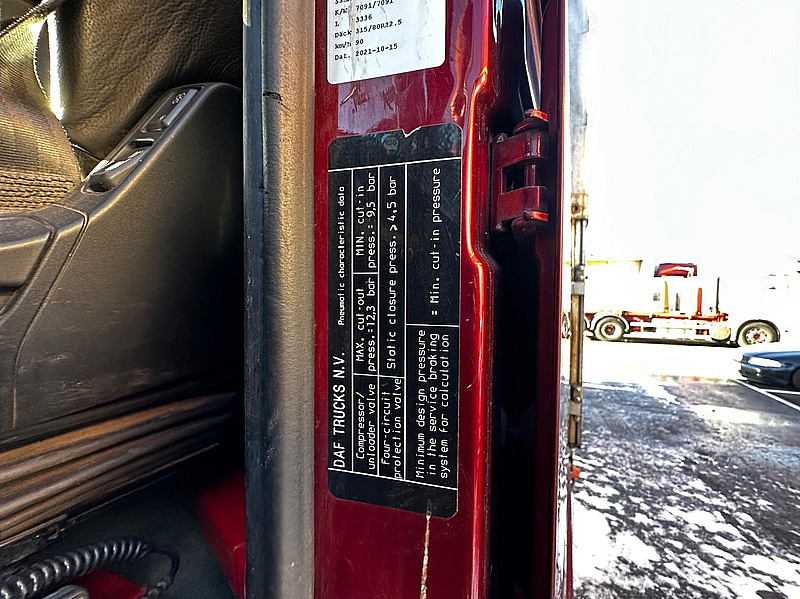 K/k 7091/7091
L 3336
Däck 315/80R22.5
km/h 90
Dat. 2021-10-15
DAF TRUCKS N.V. Pneumatic characteristic data
Compressor/
unloader valve
MAX. cut-out
press.:12,3 bar
MIN. cut-in
press.: 9,5 bar
Four-circuit
protection valve
Static closure press. > 4,5 bar
Minimum design pressure
in the service braking
system for calculation
= Min. cut-in pressure